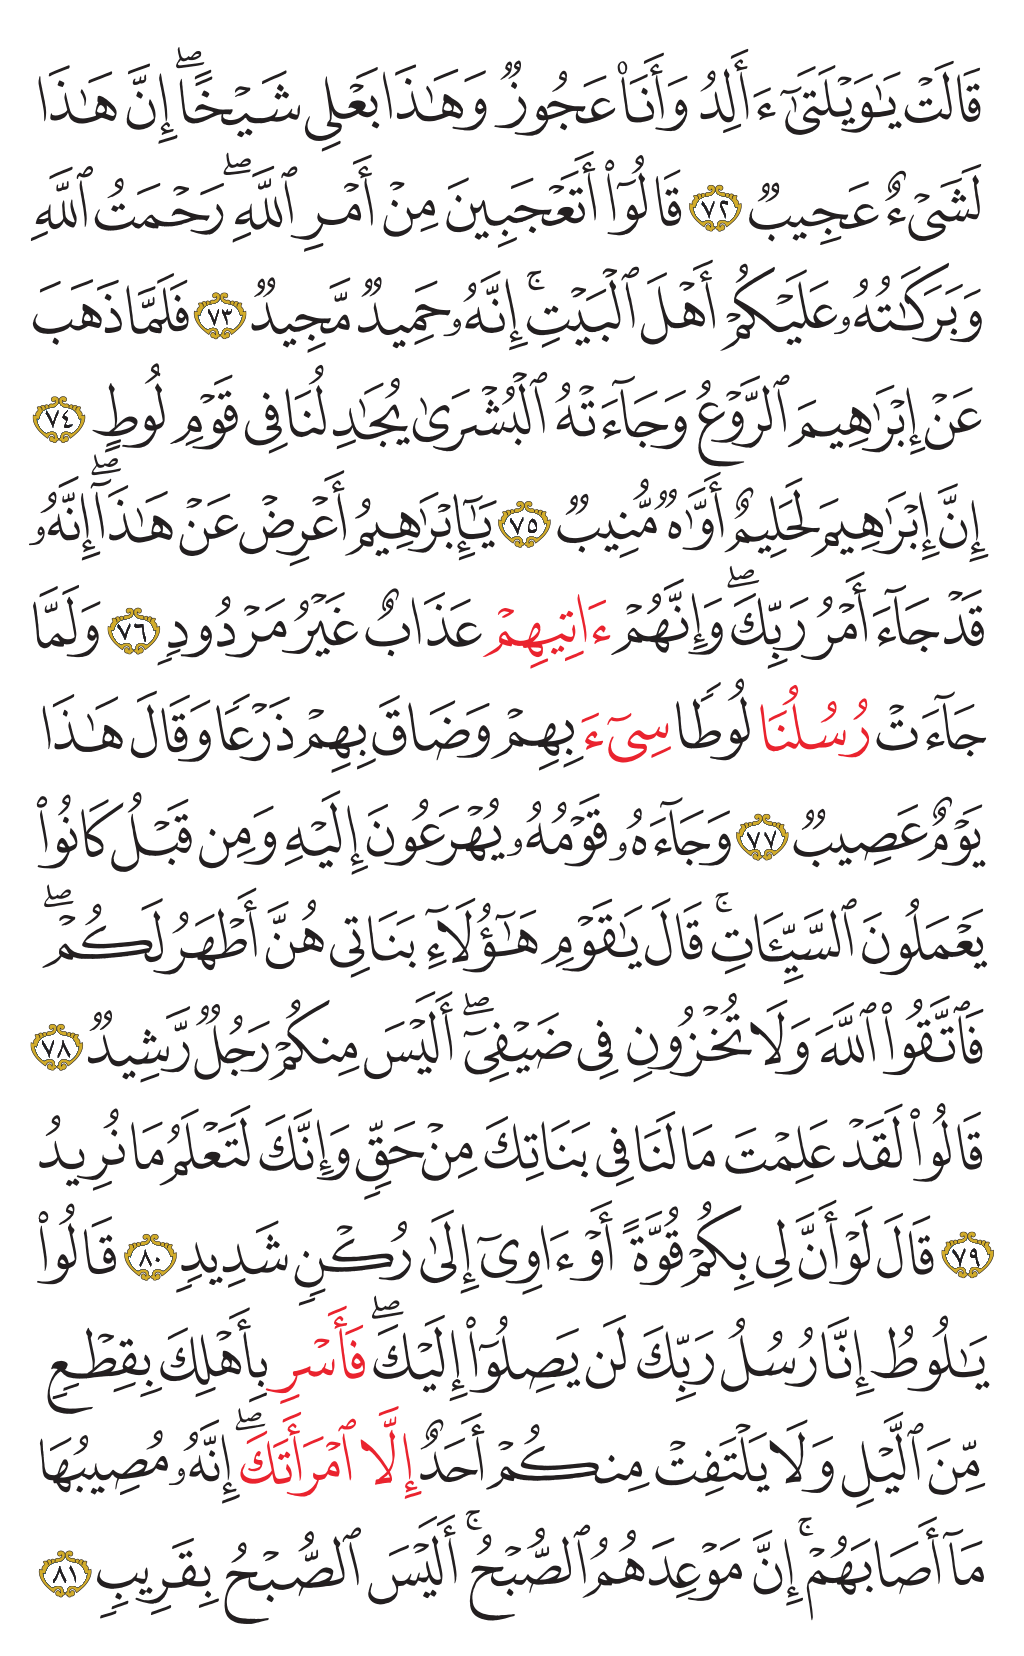 قَالَتۡ يَٰوَيۡلَتَىٰٓ ءَأَلِدُ وَأَنَا۠ عَجُوزٞ وَهَٰذَا بَعۡلِي شَيۡخًاۖ إِنَّ هَٰذَا
لَشَيۡءٌ عَجِيبٞ ٧٢ قَالُوٓاْ أَتَعۡجَبِينَ مِنۡ أَمۡرِ ٱللَّهِۖ رَحۡمَتُ ٱللَّهِ
وَبَرَكَٰتُهُۥ عَلَيۡكُمۡ أَهۡلَ ٱلۡبَيۡتِۚ إِنَّهُۥ حَمِيدٞ مَّجِيدٞ ٧٣ فَلَمَّا ذَهَبَ
عَنۡ إِبۡرَٰهِيمَ ٱلرَّوۡعُ وَجَآءَتۡهُ ٱلۡبُشۡرَىٰ يُجَٰدِلُنَا فِي قَوۡمِ لُوطٍ ٧٤
إِنَّ إِبۡرَٰهِيمَ لَحَلِيمٌ أَوَّٰهٞ مُّنِيبٞ ٧٥ يَٰٓإِبۡرَٰهِيمُ أَعۡرِضۡ عَنۡ هَٰذَآۖ إِنَّهُۥ
قَدۡ جَآءَ أَمۡرُ رَبِّكَۖ وَإِنَّهُمۡ ءَاتِيهِمۡ عَذَابٌ غَيۡرُ مَرۡدُودٖ ٧٦ وَلَمَّا
جَآءَتۡ رُسُلُنَا لُوطٗا سِيٓءَ بِهِمۡ وَضَاقَ بِهِمۡ ذَرۡعٗا وَقَالَ هَٰذَا
يَوۡمٌ عَصِيبٞ ٧٧ وَجَآءَهُۥ قَوۡمُهُۥ يُهۡرَعُونَ إِلَيۡهِ وَمِن قَبۡلُ كَانُواْ
يَعۡمَلُونَ ٱلسَّيِّـَٔاتِۚ قَالَ يَٰقَوۡمِ هَٰٓؤُلَآءِ بَنَاتِي هُنَّ أَطۡهَرُ لَكُمۡۖ
فَٱتَّقُواْ ٱللَّهَ وَلَا تُخۡزُونِ فِي ضَيۡفِيٓۖ أَلَيۡسَ مِنكُمۡ رَجُلٞ رَّشِيدٞ ٧٨
قَالُواْ لَقَدۡ عَلِمۡتَ مَا لَنَا فِي بَنَاتِكَ مِنۡ حَقّٖ وَإِنَّكَ لَتَعۡلَمُ مَا نُرِيدُ
٧٩ قَالَ لَوۡ أَنَّ لِي بِكُمۡ قُوَّةً أَوۡ ءَاوِيٓ إِلَىٰ رُكۡنٖ شَدِيدٖ ٨٠ قَالُواْ
يَٰلُوطُ إِنَّا رُسُلُ رَبِّكَ لَن يَصِلُوٓاْ إِلَيۡكَۖ فَأَسۡرِ بِأَهۡلِكَ بِقِطۡعٖ
مِّنَ ٱلَّيۡلِ وَلَا يَلۡتَفِتۡ مِنكُمۡ أَحَدٌ إِلَّا ٱمۡرَأَتَكَۖ إِنَّهُۥ مُصِيبُهَا
مَآ أَصَابَهُمۡۚ إِنَّ مَوۡعِدَهُمُ ٱلصُّبۡحُۚ أَلَيۡسَ ٱلصُّبۡحُ بِقَرِيبٖ ٨١